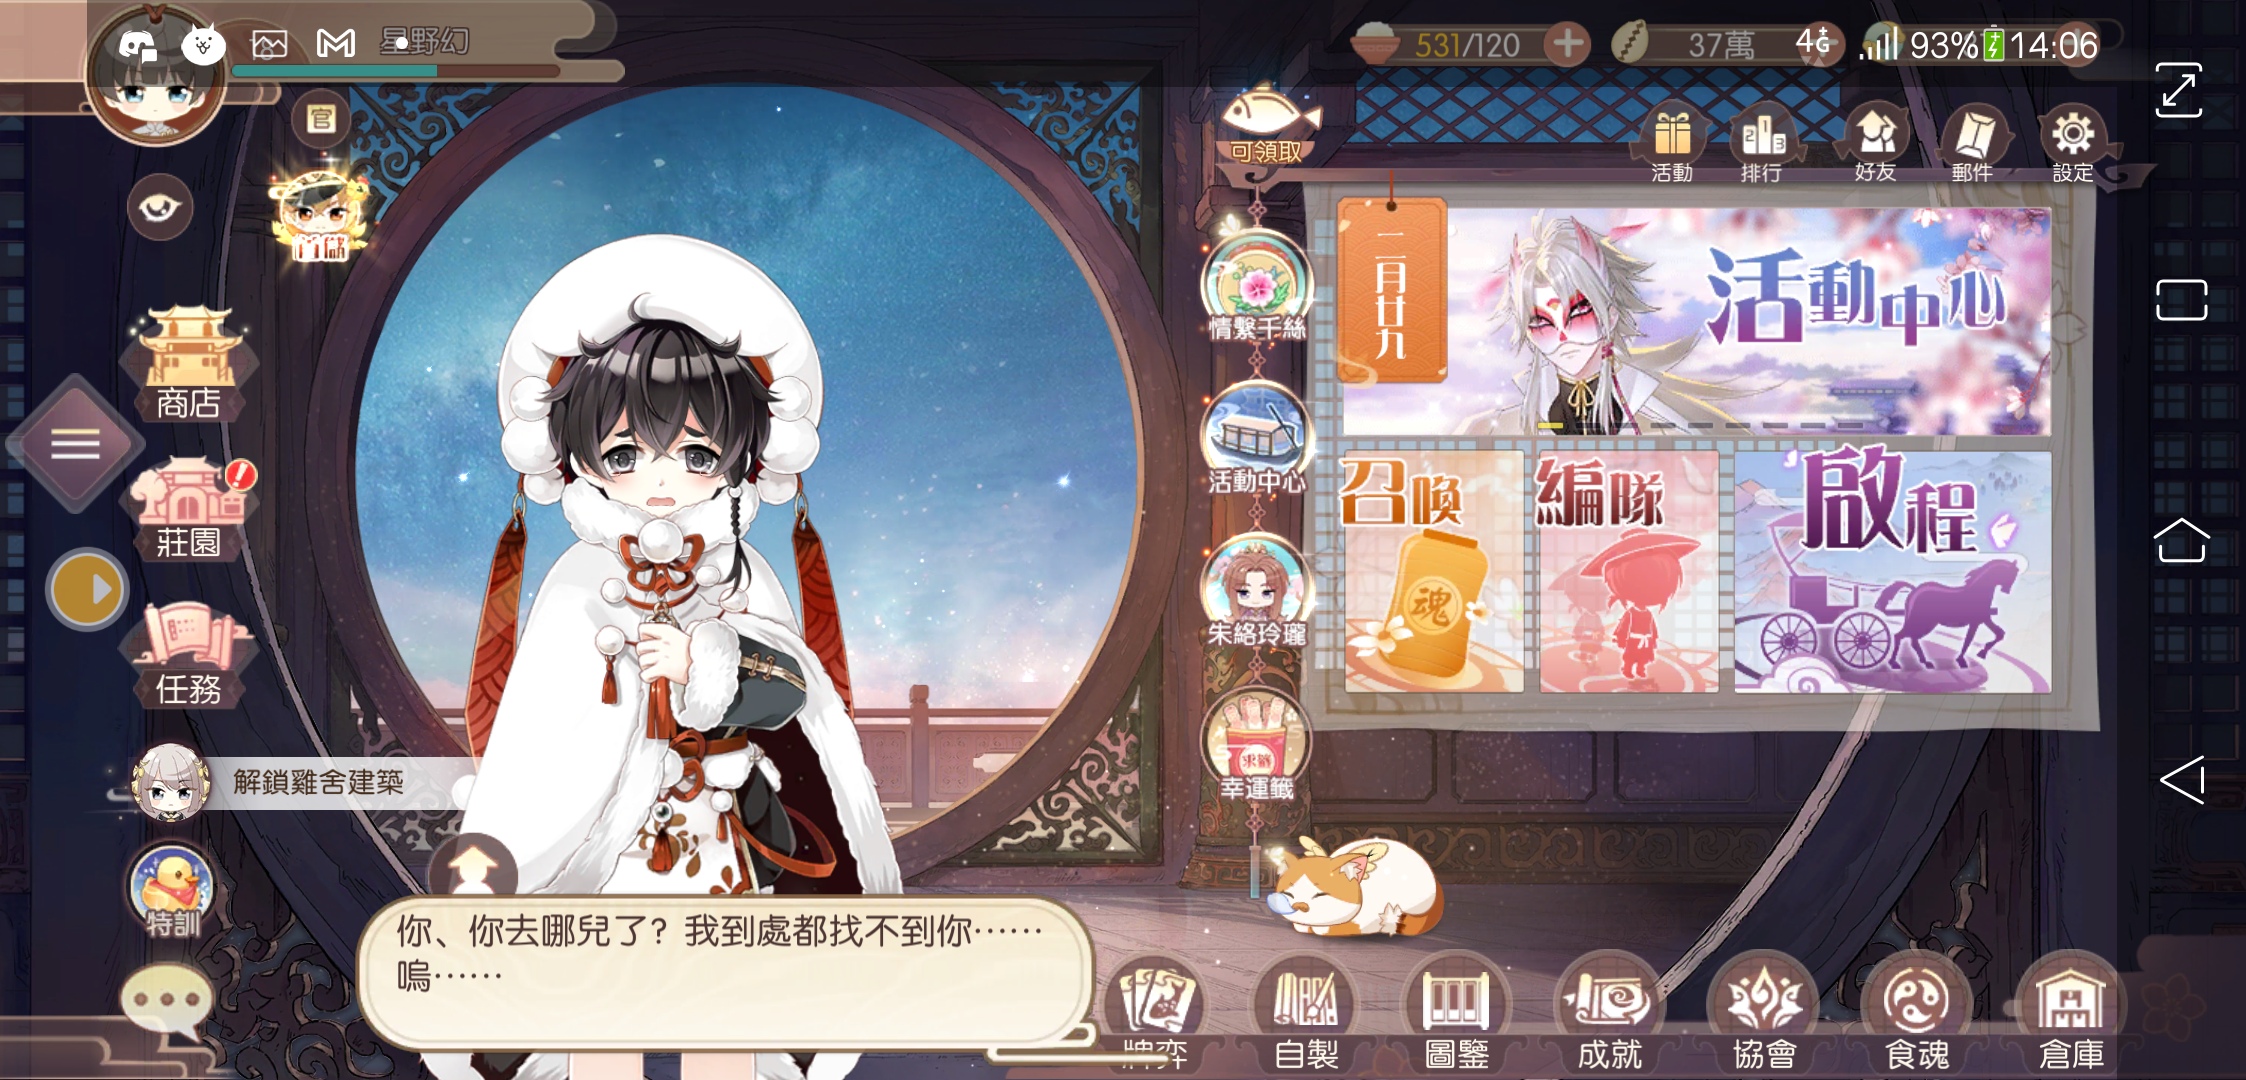 星野幻
531/120
37萬
4G
93%
14:06
官
可領取
活動
排行
好友
郵件
設定
二月廿九
活動中心
情繫千絲
活動中心
朱絡玲瓏
求籤
幸運籤
召喚
魂
編隊
啟程
商店
莊園
任務
解鎖雞舍建築
特訓
你、你去哪兒了？我到處都找不到你……
嗚……
牌弈
自製
圖鑒
成就
協會
食魂
倉庫